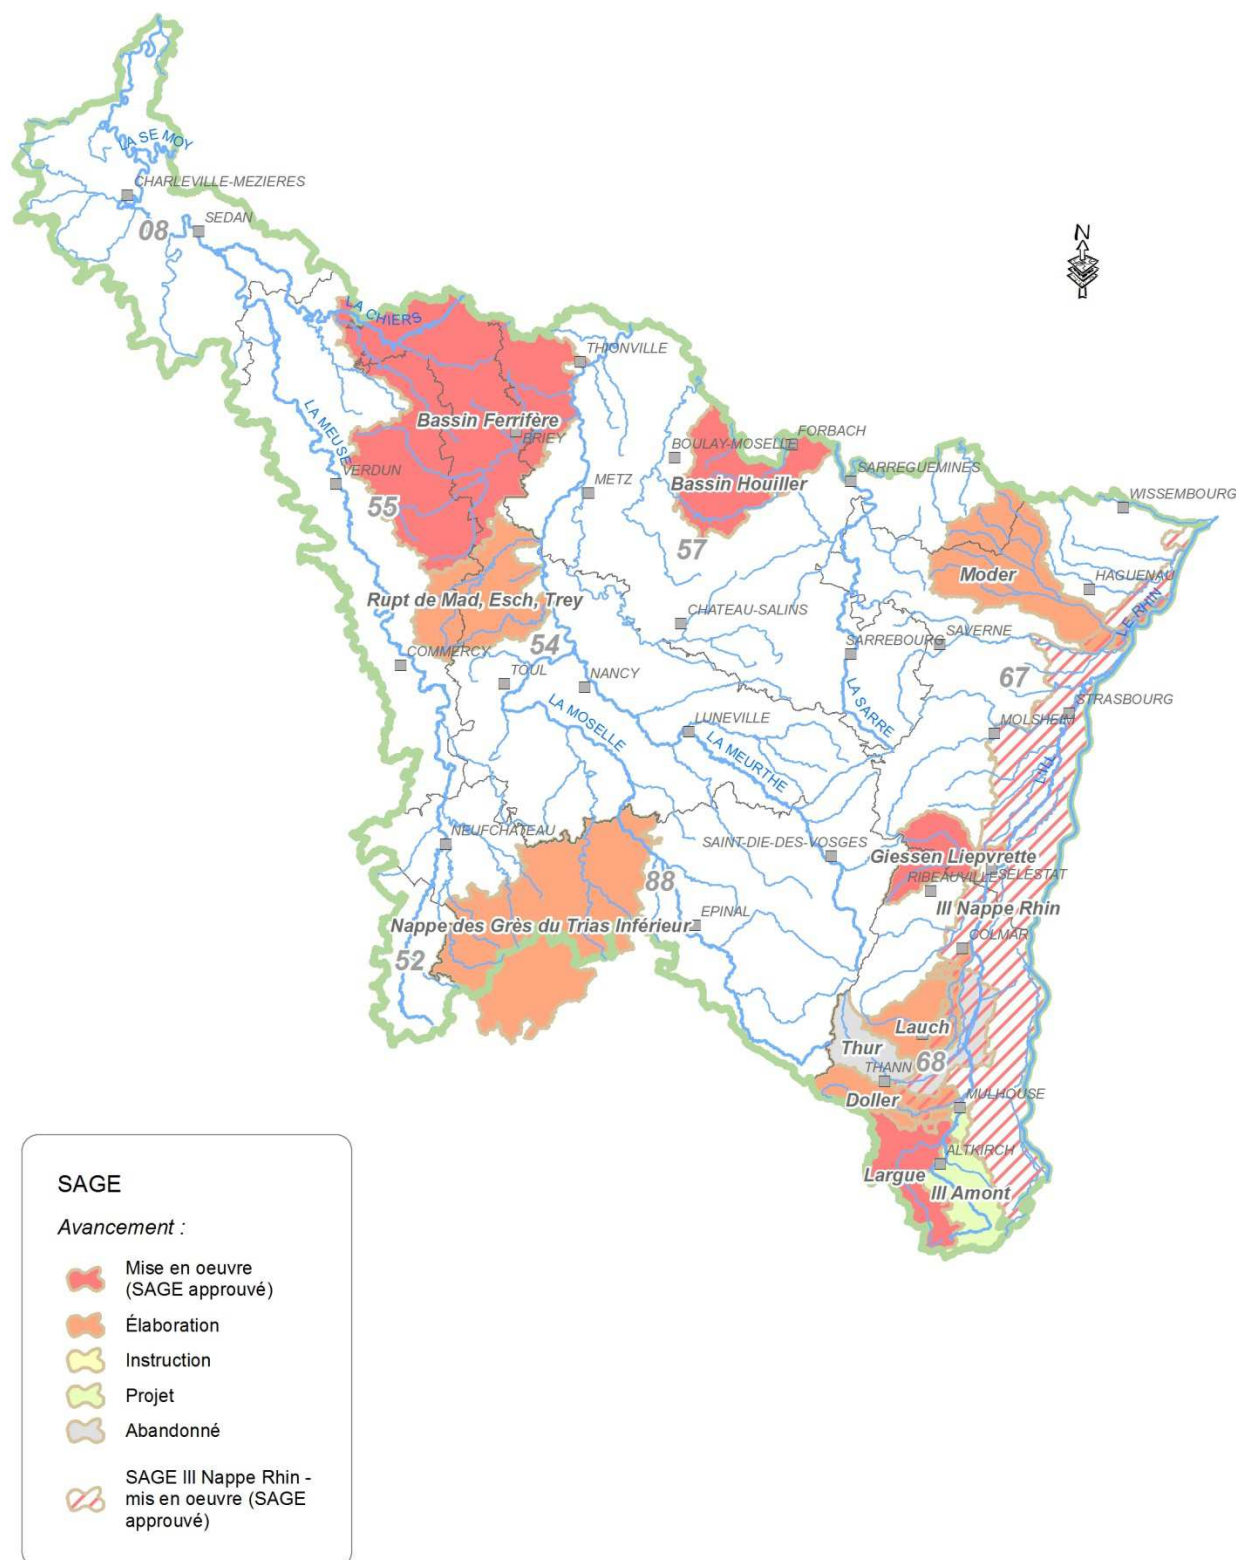 LA SE MOY
CHARLEVILLE-MEZIERES
SEDAN
08
N
LA CHIERS
THIONVILLE
LA MEUSE
Bassin Ferrifère
BRIEY
FORBACH
BOULAY-MOSELLE
Bassin Houiller
SARREGUEMINES
VERDUN
METZ
55
57
WISSEMBOURG
Moder
HAGUENAU
Rupt de Mad, Esch, Trey
LE RHIN
CHATEAU-SALINS
54
SARREBOURG
SAVERNE
COMMERCY
TOUL
NANCY
67
LA SARRE
STRASBOURG
LA MOSELLE
LUNEVILLE
MOLSHEIM
LA MEURTHE
L'ILL
NEUFCHATEAU
SAINT-DIE-DES-VOSGES
Giessen Liepvrette
SELESTAT
RIBEAUVILLE
88
III Nappe Rhin
EPINAL
Nappe des Grès du Trias Inférieur
COLMAR
52
Lauch
Thur
68
THANN
Doller
MULHOUSE
ALTKIRCH
Largue
III Amont
SAGE
Avancement :
Mise en oeuvre
(SAGE approuvé)
Élaboration
Instruction
Projet
Abandonné
SAGE III Nappe Rhin -
mis en oeuvre (SAGE
approuvé)